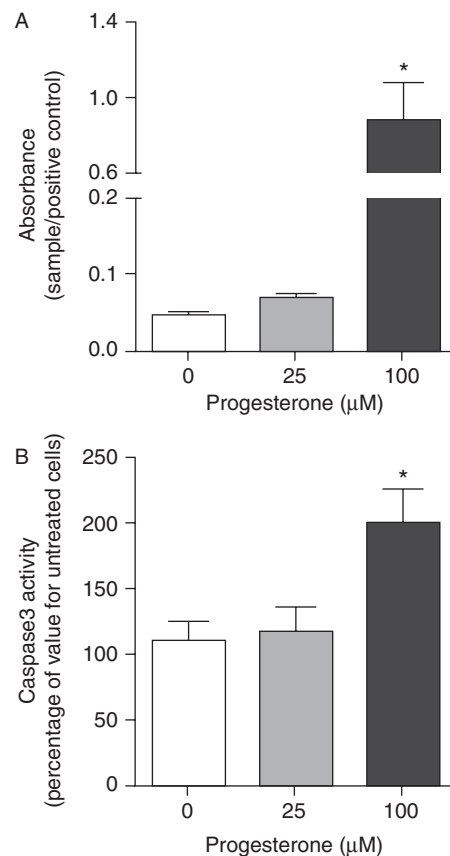 A
Absorbance
(sample/positive control)
1.4
1.0
0.6
0.2
0.1
0.0
*
0 25 100
Progesterone (μM)
B
Caspase3 activity
(percentage of value for untreated cells)
250
200
150
100
50
0
*
0 25 100
Progesterone (μM)